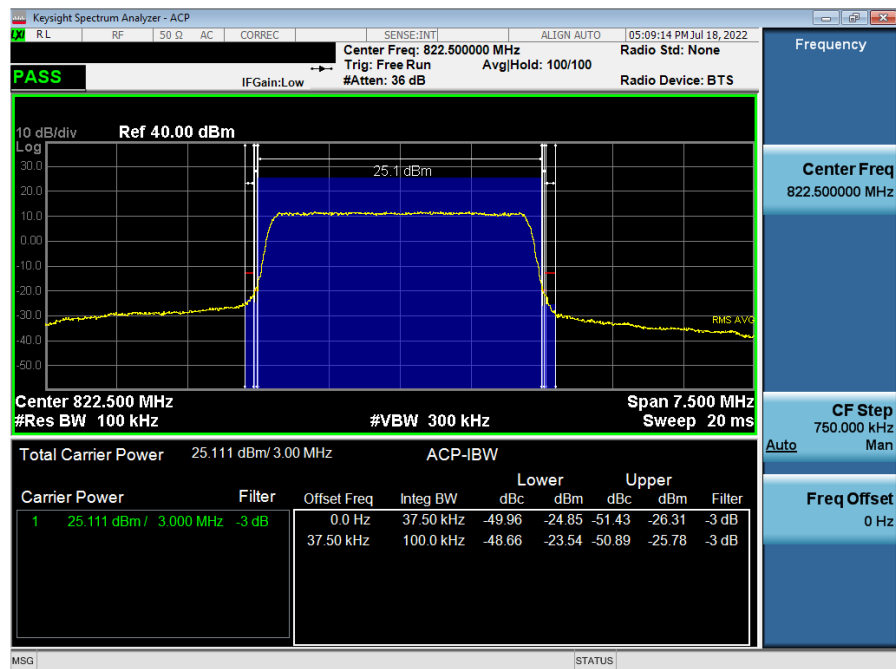 Keysight Spectrum Analyzer - ACP
LXI RL RF 50 Ω AC CORREC SENSE:INT ALIGN AUTO 05:09:14 PM Jul 18, 2022
Center Freq: 822.500000 MHz Radio Std: None
Trig: Free Run Avg|Hold: 100/100
PASS IFGain:Low #Atten: 36 dB Radio Device: BTS
Frequency
10 dB/div Ref 40.00 dBm
Log
30.0
25.1 dBm
20.0
10.0
0.00
-10.0
-20.0
-30.0
RMS AVG
-40.0
-50.0
Center 822.500 MHz Span 7.500 MHz
#Res BW 100 kHz #VBW 300 kHz Sweep 20 ms
Total Carrier Power 25.111 dBm/ 3.00 MHz ACP-IBW
Lower Upper
Carrier Power Filter Offset Freq Integ BW dBc dBm dBc dBm Filter
1 25.111 dBm / 3.000 MHz -3 dB 0.0 Hz 37.50 kHz -49.96 -24.85 -51.43 -26.31 -3 dB
37.50 kHz 100.0 kHz -48.66 -23.54 -50.89 -25.78 -3 dB
Center Freq
822.500000 MHz
CF Step
750.000 kHz
Auto Man
Freq Offset
0 Hz
MSG STATUS